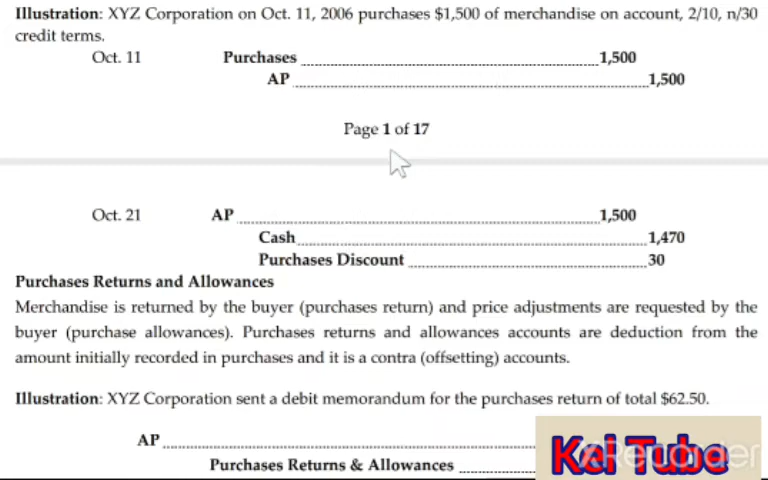 Illustration: XYZ Corporation on Oct. 11, 2006 purchases $1,500 of merchandise on account, 2/10, n/30
credit terms.
Oct. 11 Purchases 1,500
AP 1,500
Page 1 of 17
Oct. 21 AP 1,500
Cash 1,470
Purchases Discount 30
Purchases Returns and Allowances
Merchandise is returned by the buyer (purchases return) and price adjustments are requested by the
buyer (purchase allowances). Purchases returns and allowances accounts are deduction from the
amount initially recorded in purchases and it is a contra (offsetting) accounts.
Illustration: XYZ Corporation sent a debit memorandum for the purchases return of total $62.50.
AP
Purchases Returns & Allowances
Kal Tube